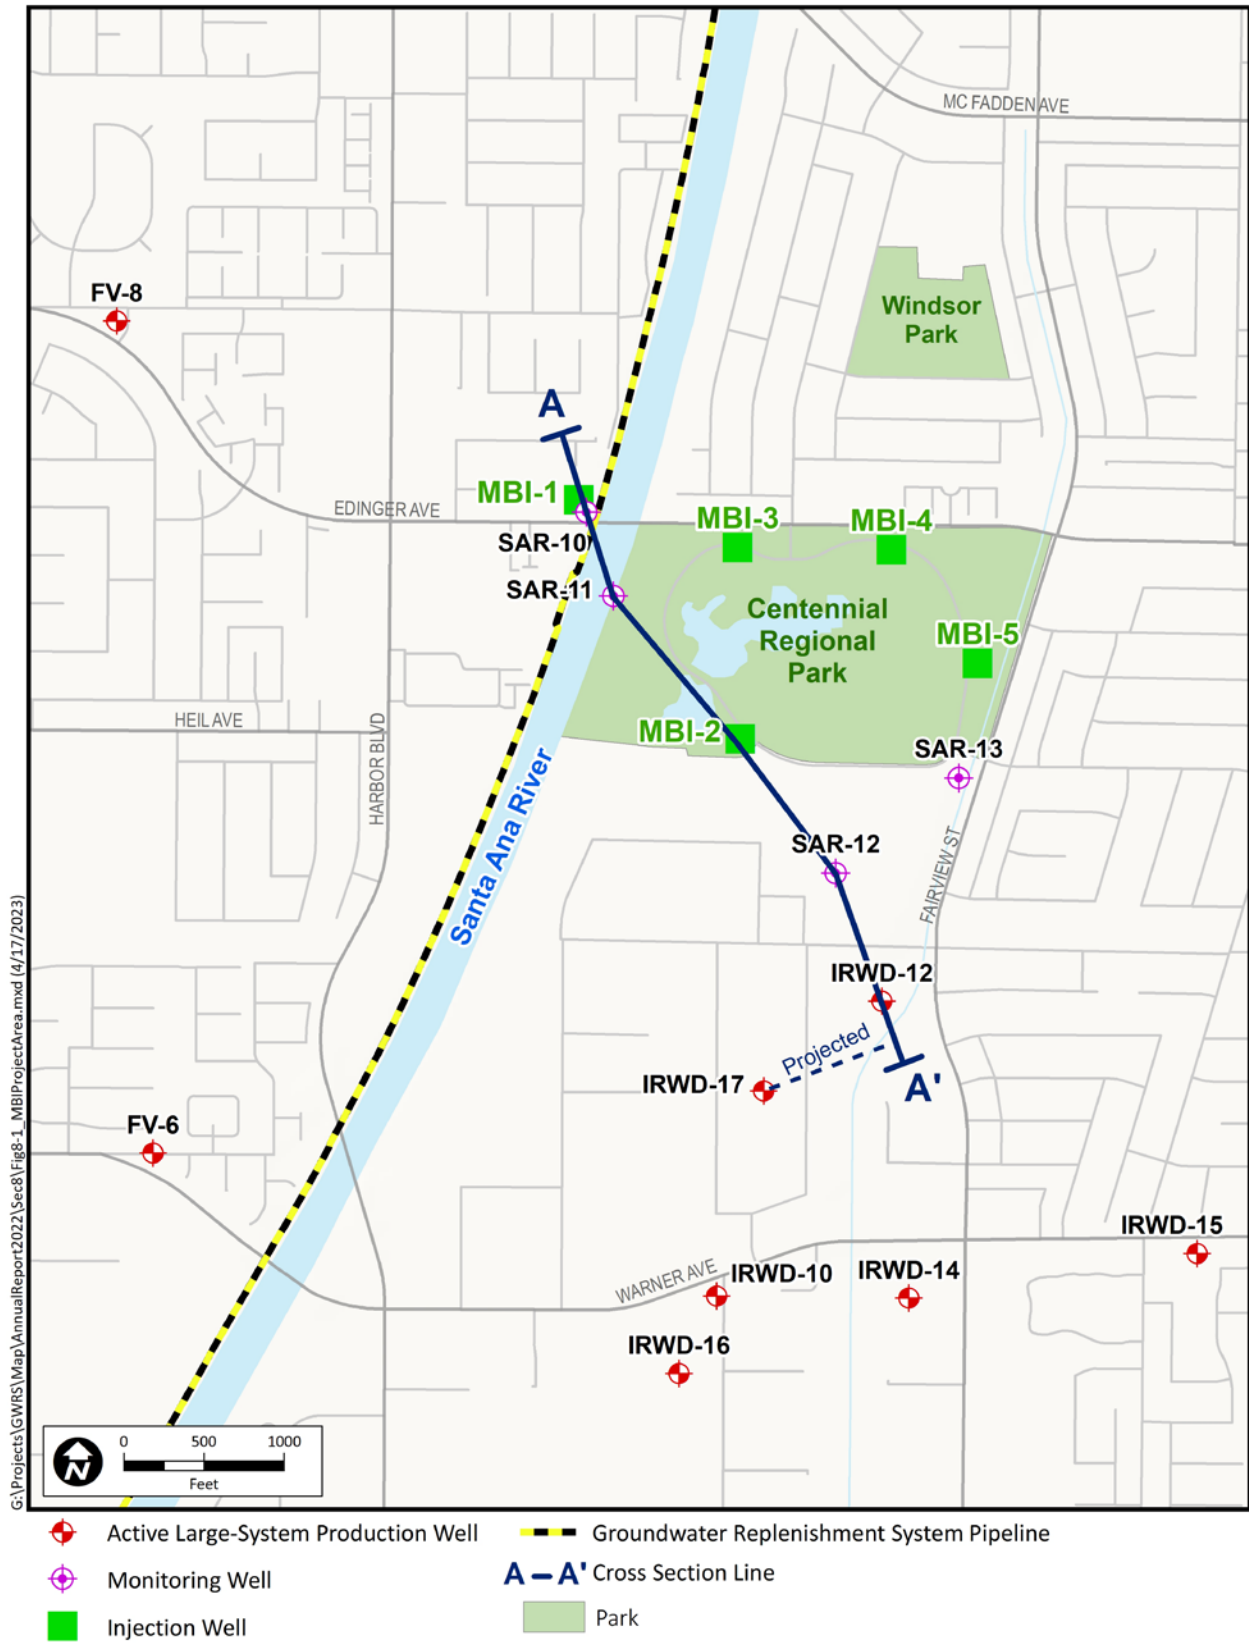 MC FADDEN AVE
Windsor
Park
FV-8
A
MBI-1
EDINGER AVE
SAR-10
MBI-3
MBI-4
SAR-11
Centennial
Regional
Park
MBI-5
HEIL AVE
HARBOR BLVD
MBI-2
SAR-13
Santa Ana River
SAR-12
FAIRVIEW ST
IRWD-12
Projected
IRWD-17
A'
FV-6
IRWD-15
WARNER AVE
IRWD-10
IRWD-14
IRWD-16
N
0 500 1000
Feet
G:\Projects\GWRS\Map\AnnualReport2022\Sec8\Fig8-1_MBIProjectArea.mxd (4/17/2023)
Active Large-System Production Well
Groundwater Replenishment System Pipeline
Monitoring Well
A – A' Cross Section Line
Injection Well
Park